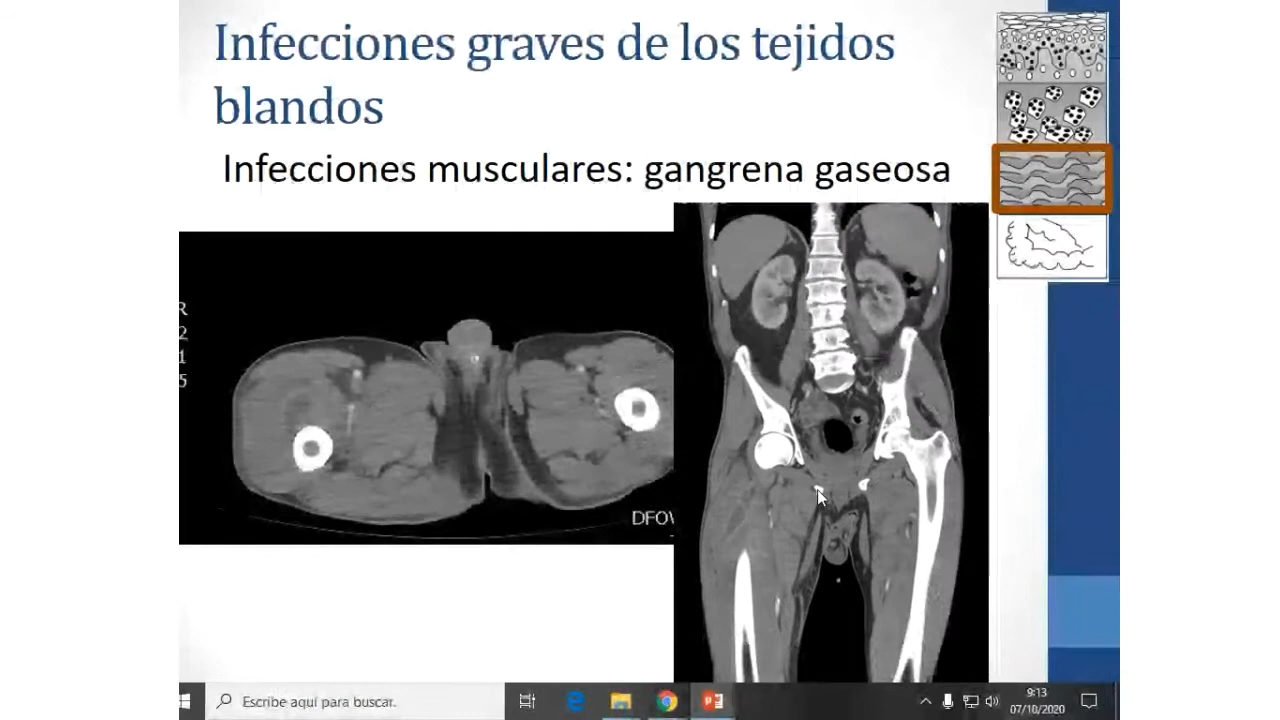 Infecciones graves de los tejidos
blandos
Infecciones musculares: gangrena gaseosa
R
2
1
5
DFOV
Escribe aquí para buscar.
9:13
07/10/2020